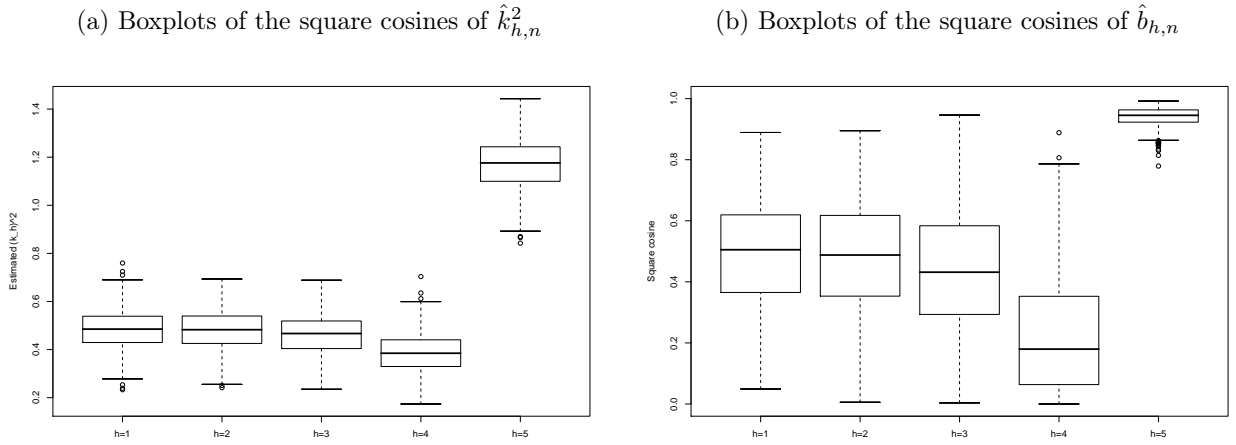 (a) Boxplots of the square cosines of $\hat{k}^2_{h,n}$
(b) Boxplots of the square cosines of $\hat{b}_{h,n}$
Estimated (k_h)^2
1.4
1.2
1.0
0.8
0.6
0.4
0.2
h=1 h=2 h=3 h=4 h=5
Square cosine
1.0
0.8
0.6
0.4
0.2
0.0
h=1 h=2 h=3 h=4 h=5